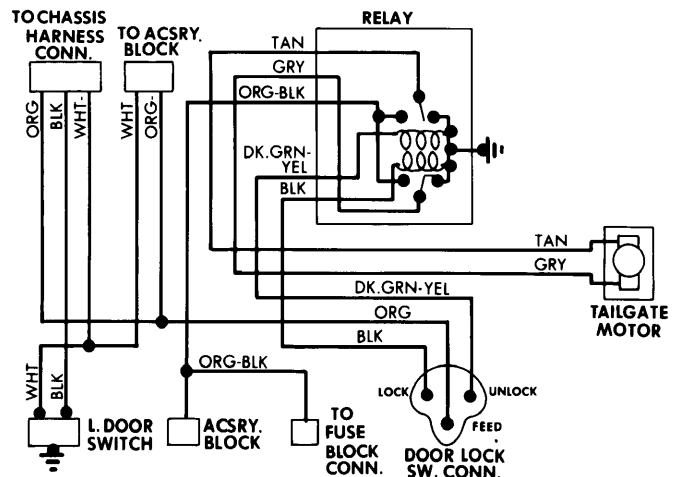 TO CHASSIS
HARNESS
CONN.
TO ACSRY.
BLOCK
RELAY
TAN
GRY
ORG-BLK
ORG
BLK
WHT-
WHT
ORG-
DK.GRN-
YEL
BLK
TAN
GRY
TAILGATE
MOTOR
DK.GRN-YEL
ORG
BLK
ORG-BLK
WHT
BLK
LOCK
UNLOCK
FEED
L. DOOR
SWITCH
ACSRY.
BLOCK
TO
FUSE
BLOCK
CONN.
DOOR LOCK
SW. CONN.